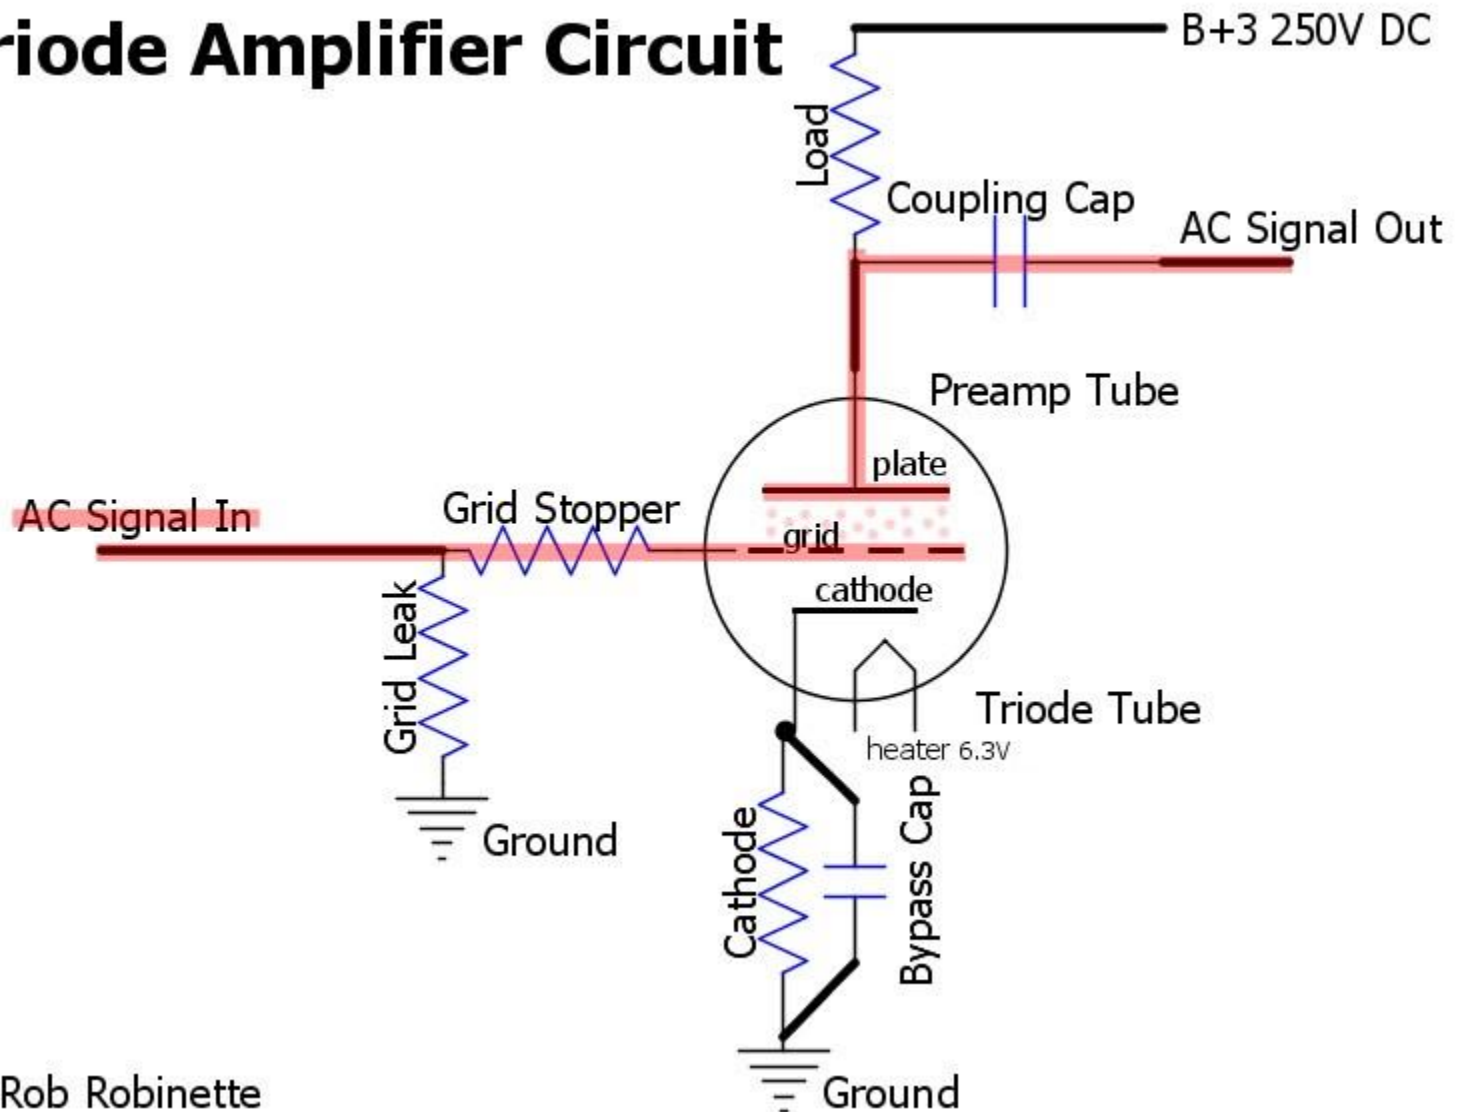 riode Amplifier Circuit
B+3 250V DC
Load
Coupling Cap
AC Signal Out
Preamp Tube
plate
AC Signal In
Grid Stopper
grid
cathode
Grid Leak
Triode Tube
heater 6.3V
Ground
Cathode
Bypass Cap
Rob Robinette
Ground